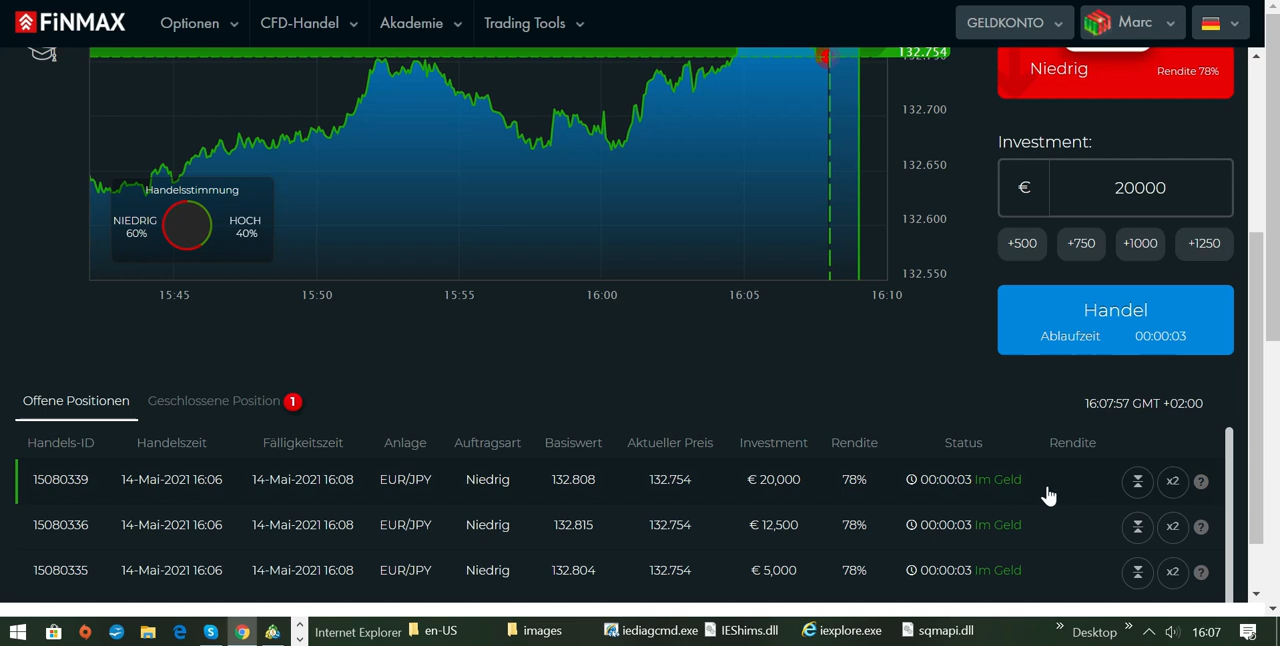 FiNMAX Optionen CFD-Handel Akademie Trading Tools GELDKONTO Marc
132.754
132.700
132.650
132.600
132.550
Handelsstimmung
NIEDRIG HOCH
60% 40%
15:45 15:50 15:55 16:00 16:05 16:10
Niedrig Rendite 78%
Investment:
€ 20000
+500 +750 +1000 +1250
Handel
Ablaufzeit 00:00:03
Offene Positionen Geschlossene Position 1
16:07:57 GMT +02:00
Handels-ID Handelszeit Fälligkeitszeit Anlage Auftragsart Basiswert Aktueller Preis Investment Rendite Status Rendite
15080339 14-Mai-2021 16:06 14-Mai-2021 16:08 EUR/JPY Niedrig 132.808 132.754 € 20,000 78% 00:00:03 Im Geld x2 ?
15080336 14-Mai-2021 16:06 14-Mai-2021 16:08 EUR/JPY Niedrig 132.815 132.754 € 12,500 78% 00:00:03 Im Geld x2 ?
15080335 14-Mai-2021 16:06 14-Mai-2021 16:08 EUR/JPY Niedrig 132.804 132.754 € 5,000 78% 00:00:03 Im Geld x2 ?
Internet Explorer en-US images iediagcmd.exe IEShims.dll iexplore.exe sqmapi.dll » Desktop » 16:07